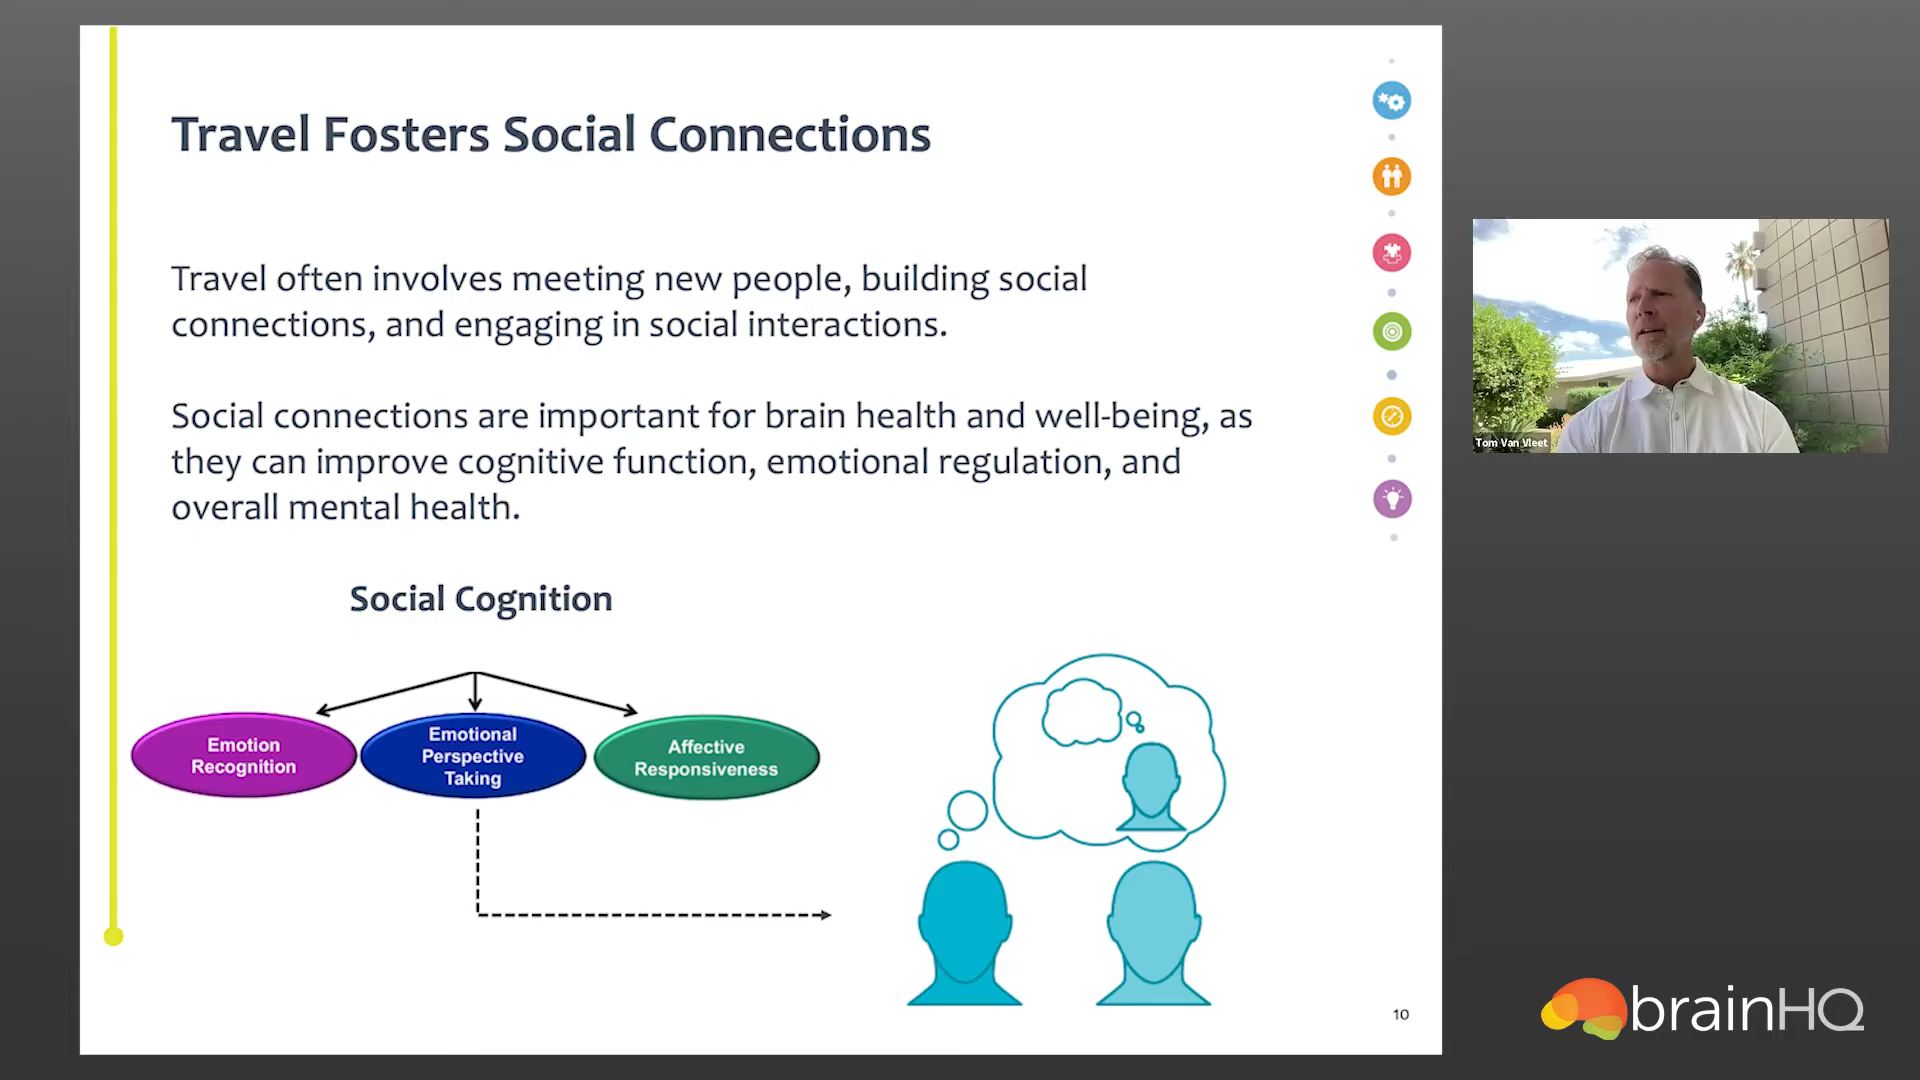 Travel Fosters Social Connections
Travel often involves meeting new people, building social
connections, and engaging in social interactions.
Social connections are important for brain health and well-being, as
they can improve cognitive function, emotional regulation, and
overall mental health.
Social Cognition
Emotion
Recognition
Emotional
Perspective
Taking
Affective
Responsiveness
10
Tom Van Vleet
brainHQ